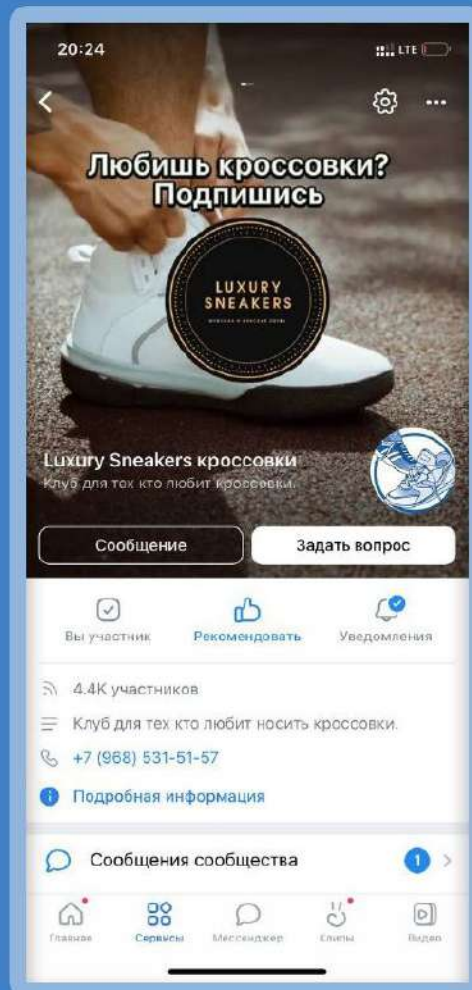 20:24
LTE
Любишь кроссовки?
Подпишись
LUXURY
SNEAKERS
Luxury Sneakers кроссовки
Клуб для тех кто любит кроссовки.
Сообщение
Задать вопрос
Вы участник
Рекомендовать
Уведомления
4.4K участников
Клуб для тех кто любит носить кроссовки.
+7 (968) 531-51-57
Подробная информация
Сообщения сообщества
1
Главная
Сервисы
Мессенджер
Клипы
Видео